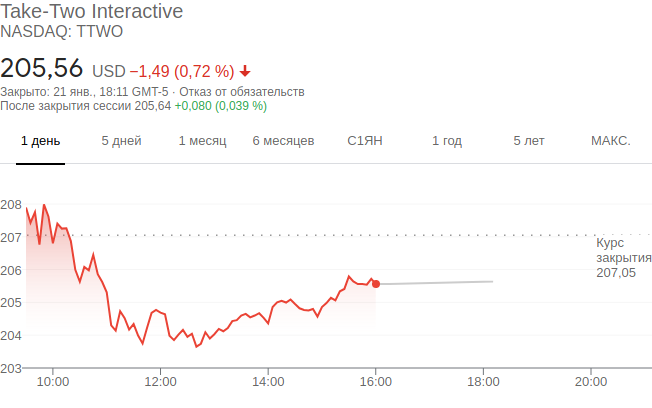 Take-Two Interactive
NASDAQ: TTWO
205,56 USD −1,49 (0,72 %)
Закрыто: 21 янв., 18:11 GMT-5 · Отказ от обязательств
После закрытия сессии 205,64 +0,080 (0,039 %)
1 день 5 дней 1 месяц 6 месяцев С1ЯН 1 год 5 лет МАКС.
208
207
206
205
204
203
Курс
закрытия
207,05
10:00 12:00 14:00 16:00 18:00 20:00